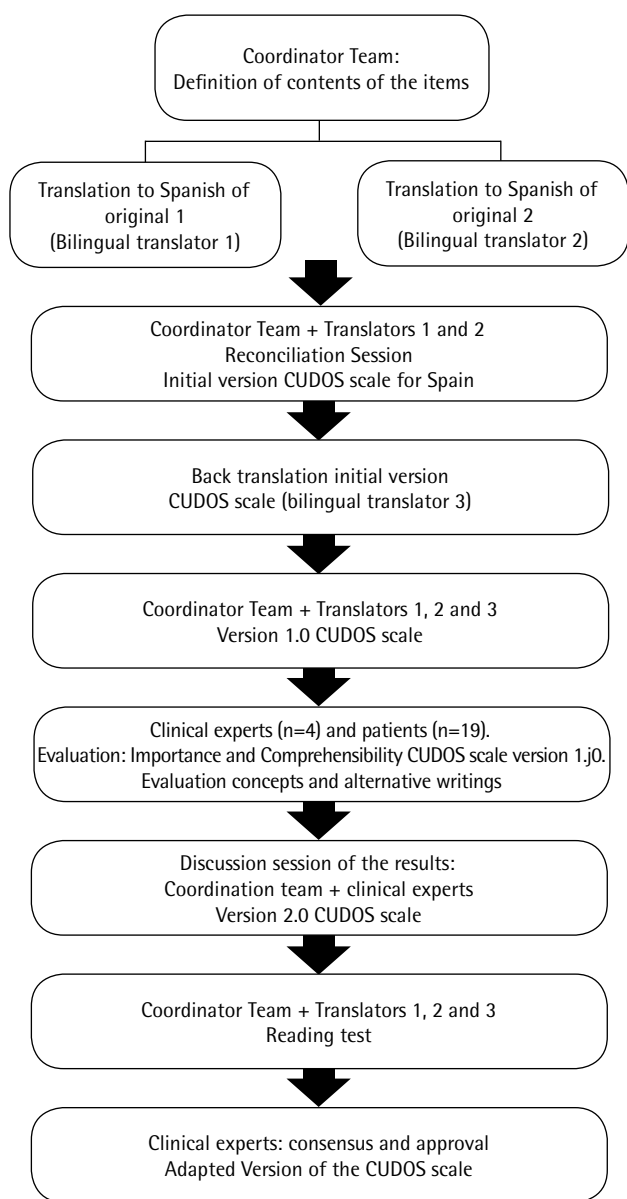 Coordinator Team:
Definition of contents of the items
Translation to Spanish of
original 1
(Bilingual translator 1)
Translation to Spanish of
original 2
(Bilingual translator 2)
Coordinator Team + Translators 1 and 2
Reconciliation Session
Initial version CUDOS scale for Spain
Back translation initial version
CUDOS scale (bilingual translator 3)
Coordinator Team + Translators 1, 2 and 3
Version 1.0 CUDOS scale
Clinical experts (n=4) and patients (n=19).
Evaluation: Importance and Comprehensibility CUDOS scale version 1.j0.
Evaluation concepts and alternative writings
Discussion session of the results:
Coordination team + clinical experts
Version 2.0 CUDOS scale
Coordinator Team + Translators 1, 2 and 3
Reading test
Clinical experts: consensus and approval
Adapted Version of the CUDOS scale